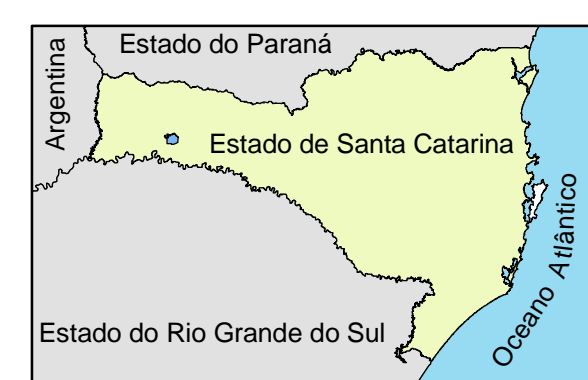 Estado do Paraná
Argentina
Estado de Santa Catarina
Oceano Atlântico
Estado do Rio Grande do Sul